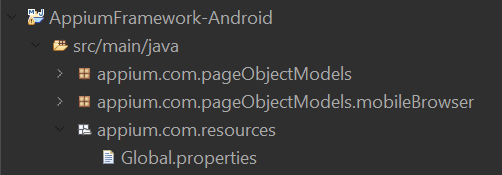 AppiumFramework-Android
src/main/java
appium.com.pageObjectModels
appium.com.pageObjectModels.mobileBrowser
appium.com.resources
Global.properties